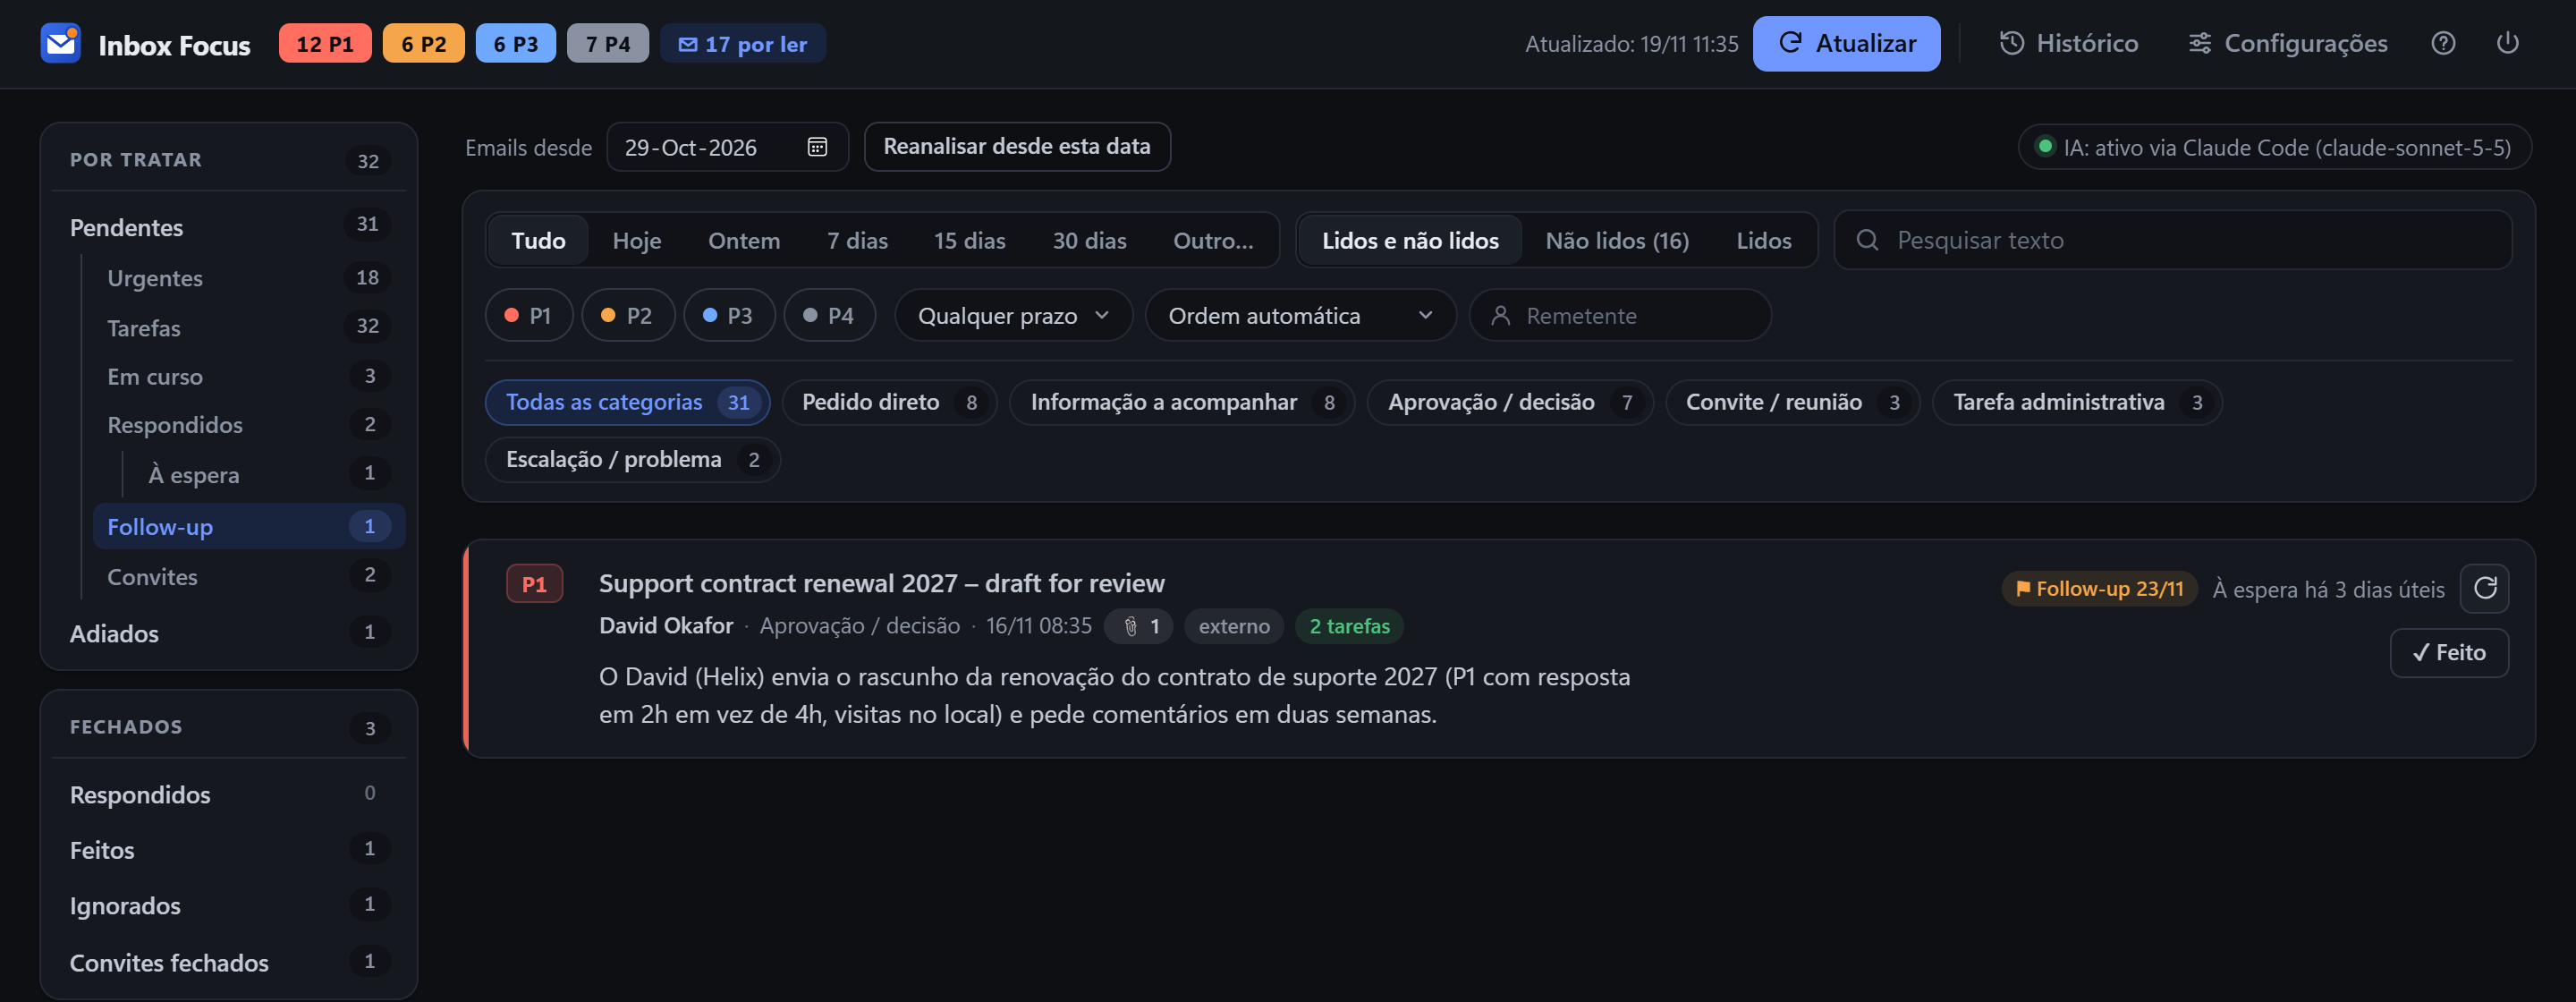 Inbox Focus 12 P1 6 P2 6 P3 7 P4 17 por ler Atualizado: 19/11 11:35 Atualizar Histórico Configurações
POR TRATAR 32
Pendentes 31
Urgentes 18
Tarefas 32
Em curso 3
Respondidos 2
À espera 1
Follow-up 1
Convites 2
Adiados 1
FECHADOS 3
Respondidos 0
Feitos 1
Ignorados 1
Convites fechados 1
Emails desde 29-Oct-2026 Reanalisar desde esta data IA: ativo via Claude Code (claude-sonnet-5-5)
Tudo Hoje Ontem 7 dias 15 dias 30 dias Outro... Lidos e não lidos Não lidos (16) Lidos Pesquisar texto
P1 P2 P3 P4 Qualquer prazo Ordem automática Remetente
Todas as categorias 31 Pedido direto 8 Informação a acompanhar 8 Aprovação / decisão 7 Convite / reunião 3 Tarefa administrativa 3
Escalação / problema 2
P1 Support contract renewal 2027 – draft for review Follow-up 23/11 À espera há 3 dias úteis
David Okafor · Aprovação / decisão · 16/11 08:35 1 externo 2 tarefas
✓ Feito
O David (Helix) envia o rascunho da renovação do contrato de suporte 2027 (P1 com resposta
em 2h em vez de 4h, visitas no local) e pede comentários em duas semanas.